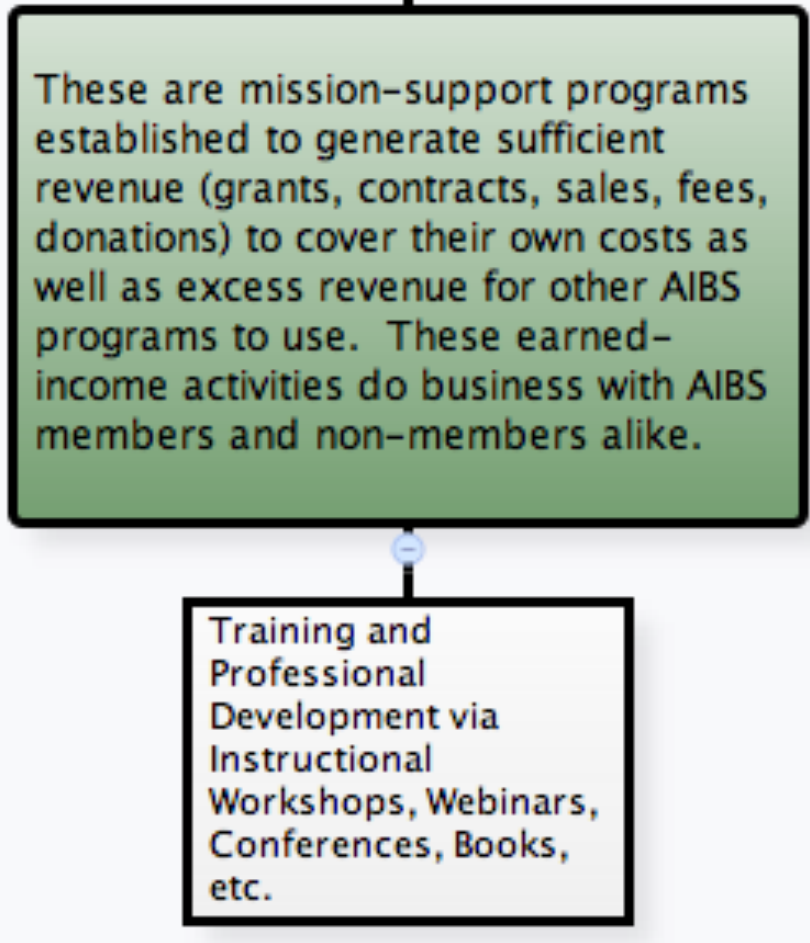 These are mission-support programs
established to generate sufficient
revenue (grants, contracts, sales, fees,
donations) to cover their own costs as
well as excess revenue for other AIBS
programs to use.  These earned-
income activities do business with AIBS
members and non-members alike.
Training and
Professional
Development via
Instructional
Workshops, Webinars,
Conferences, Books,
etc.